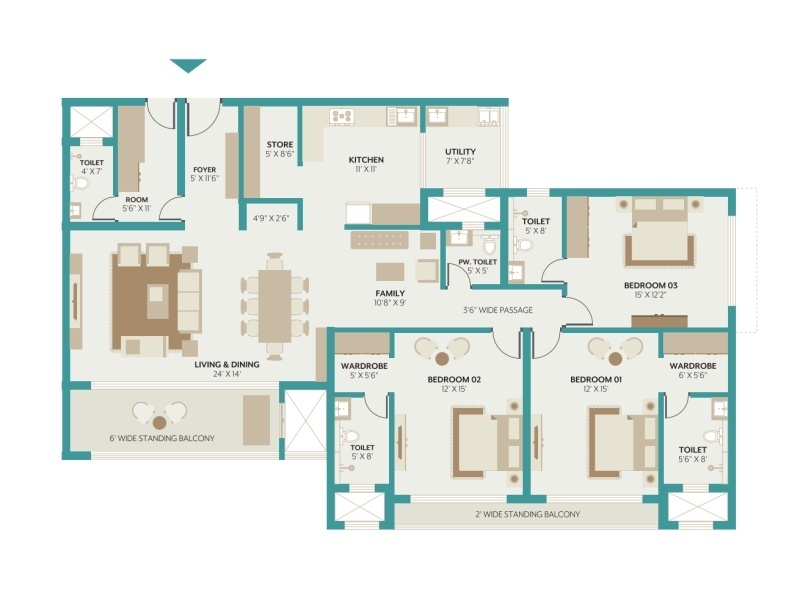 TOILET
4' X 7'
ROOM
5'6" X 11'
FOYER
5' X 11'6"
STORE
5' X 8'6"
KITCHEN
11' X 11'
UTILITY
7' X 7'8"
4'9" X 2'6"
TOILET
5' X 8'
PW. TOILET
5' X 5'
BEDROOM 03
15' X 12'2"
FAMILY
10'8" X 9'
3'6" WIDE PASSAGE
LIVING & DINING
24' X 14'
WARDROBE
5' X 5'6"
BEDROOM 02
12' X 15'
BEDROOM 01
12' X 15'
WARDROBE
6' X 5'6"
6' WIDE STANDING BALCONY
TOILET
5' X 8'
TOILET
5'6" X 8'
2' WIDE STANDING BALCONY